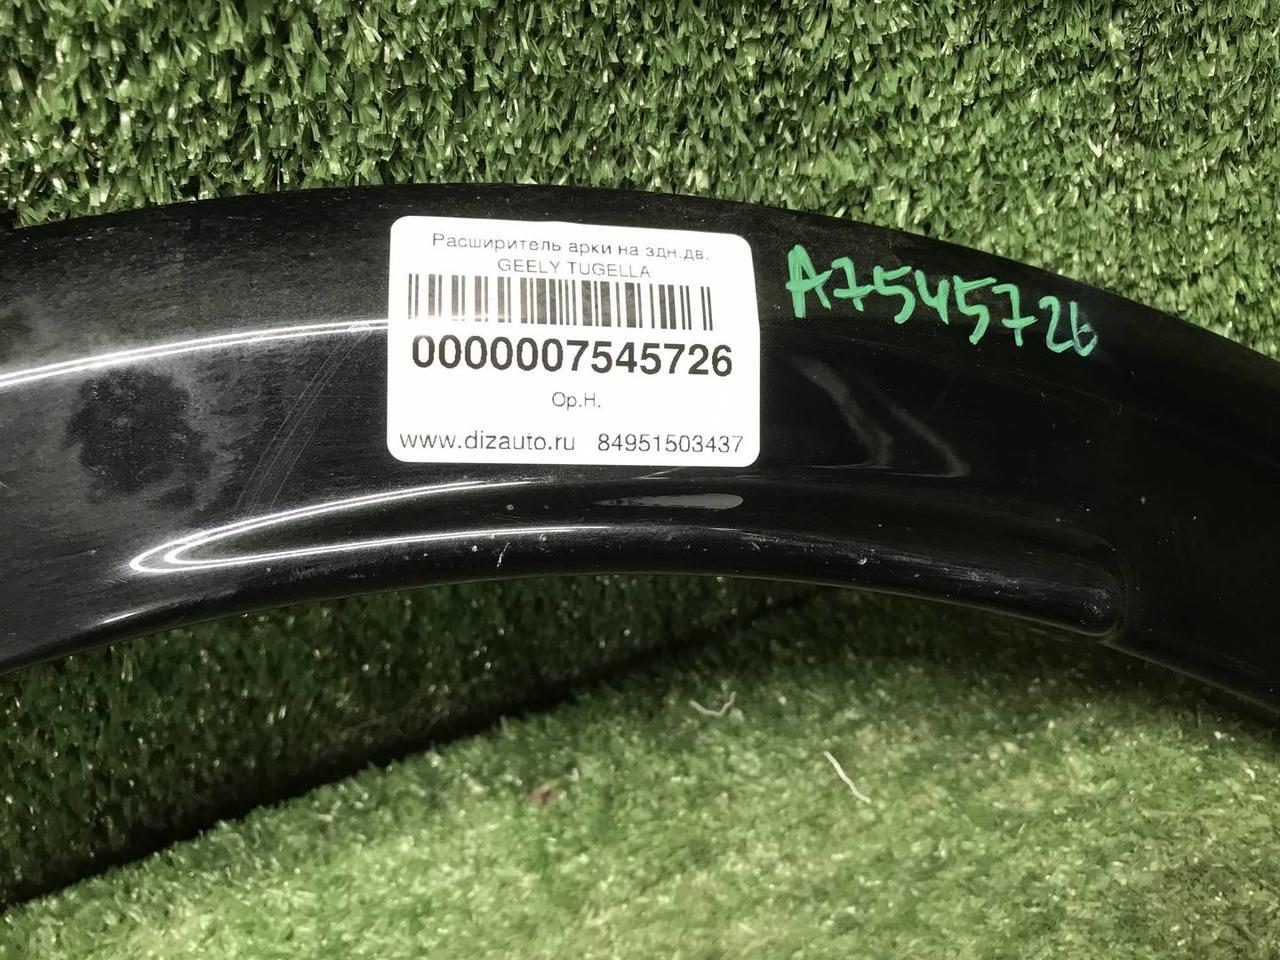 Расширитель арки на здн.дв.
GEELY TUGELLA
0000007545726
Ор.Н.
www.dizauto.ru 84951503437
A7545726